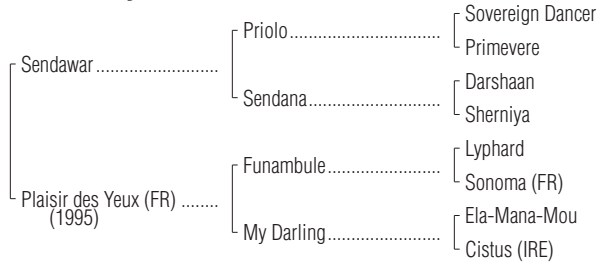 Sovereign Dancer
Priolo
Primevere
Sendawar
Darshaan
Sendana
Sherniya
Lyphard
Funambule
Sonoma (FR)
Plaisir des Yeux (FR)
(1995)
Ela-Mana-Mou
My Darling
Cistus (IRE)